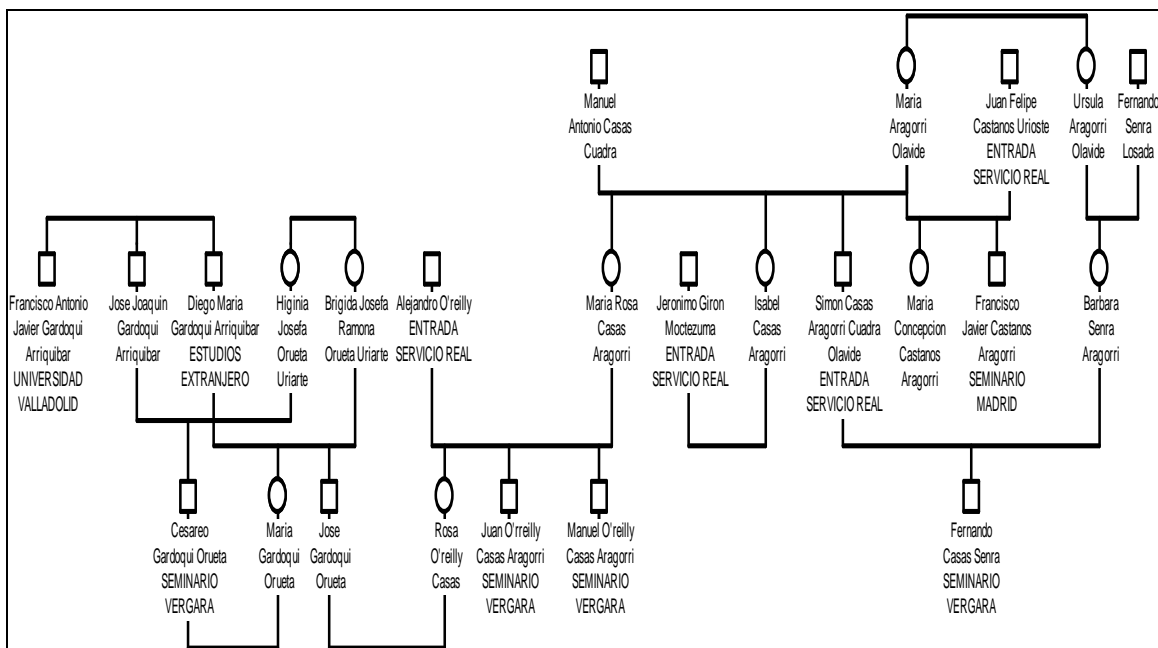 Manuel
Antonio Casas
Cuadra
Maria
Aragorri
Olavide
Juan Felipe
Castanos Urioste
ENTRADA
SERVICIO REAL
Ursula
Aragorri
Olavide
Fernando
Senra
Losada
Francisco Antonio
Javier Gardoqui
Arriquibar
UNIVERSIDAD
VALLADOLID
Jose Joaquin
Gardoqui
Arriquibar
Diego Maria
Gardoqui Arriquibar
ESTUDIOS
EXTRANJERO
Higinia
Josefa
Orueta
Uriarte
Brigida Josefa
Ramona
Orueta Uriarte
Alejandro O'reilly
ENTRADA
SERVICIO REAL
Maria Rosa
Casas
Aragorri
Jeronimo Giron
Moctezuma
ENTRADA
SERVICIO REAL
Isabel
Casas
Aragorri
Simon Casas
Aragorri Cuadra
Olavide
ENTRADA
SERVICIO REAL
Maria
Concepcion
Castanos
Aragorri
Francisco
Javier Castanos
Aragorri
SEMINARIO
MADRID
Barbara
Senra
Aragorri
Cesareo
Gardoqui Orueta
SEMINARIO
VERGARA
Maria
Gardoqui
Orueta
Jose
Gardoqui
Orueta
Rosa
O'reilly
Casas
Juan O'rreilly
Casas Aragorri
SEMINARIO
VERGARA
Manuel O'reilly
Casas Aragorri
SEMINARIO
VERGARA
Fernando
Casas Senra
SEMINARIO
VERGARA